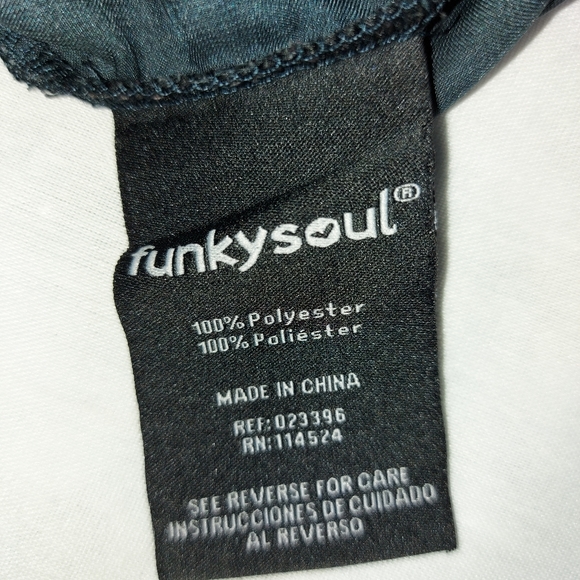 funkysoul®
100% Polyester
100% Poliéster
MADE IN CHINA
REF: 023396
RN: 114524
SEE REVERSE FOR CARE
INSTRUCCIONES DE CUIDADO
AL REVERSO